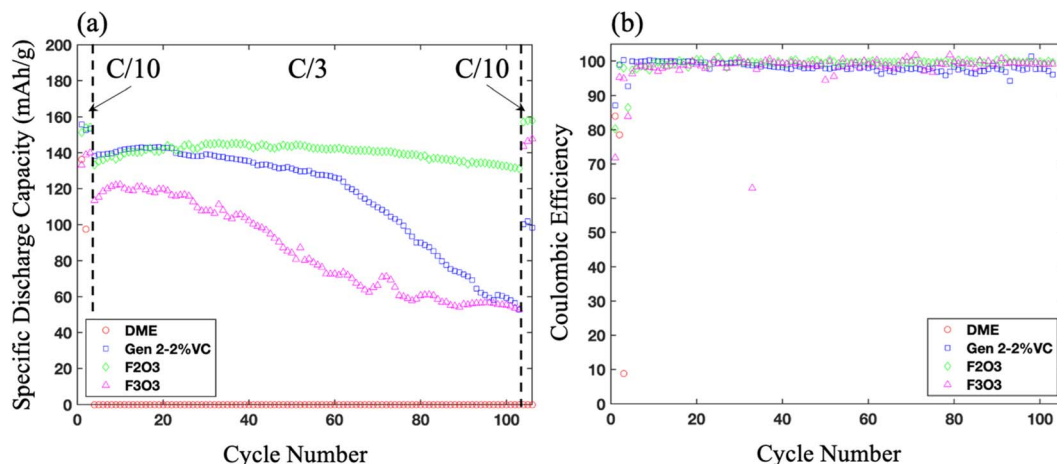 (a)
200
180
160
140
120
100
80
60
40
20
0
C/10
C/3
C/10
DME
Gen 2-2%VC
F2O3
F3O3
0
20
40
60
80
100
Cycle Number
Specific Discharge Capacity (mAh/g)
(b)
100
90
80
70
60
50
40
30
20
10
0
DME
Gen 2-2%VC
F2O3
F3O3
0
20
40
60
80
100
Cycle Number
Coulombic Efficiency